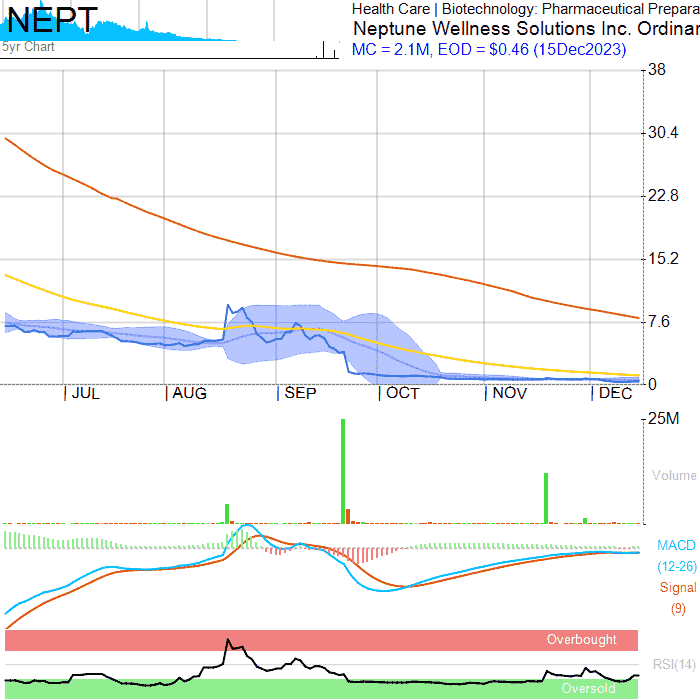 NEPT
5yr Chart
Health Care | Biotechnology: Pharmaceutical Prepara
Neptune Wellness Solutions Inc. Ordinar
MC = 2.1M, EOD = $0.46 (15Dec2023)
38
30.4
22.8
15.2
7.6
0
JUL AUG SEP OCT NOV DEC
25M
Volume
MACD
(12-26)
Signal
(9)
Overbought
RSI(14)
Oversold